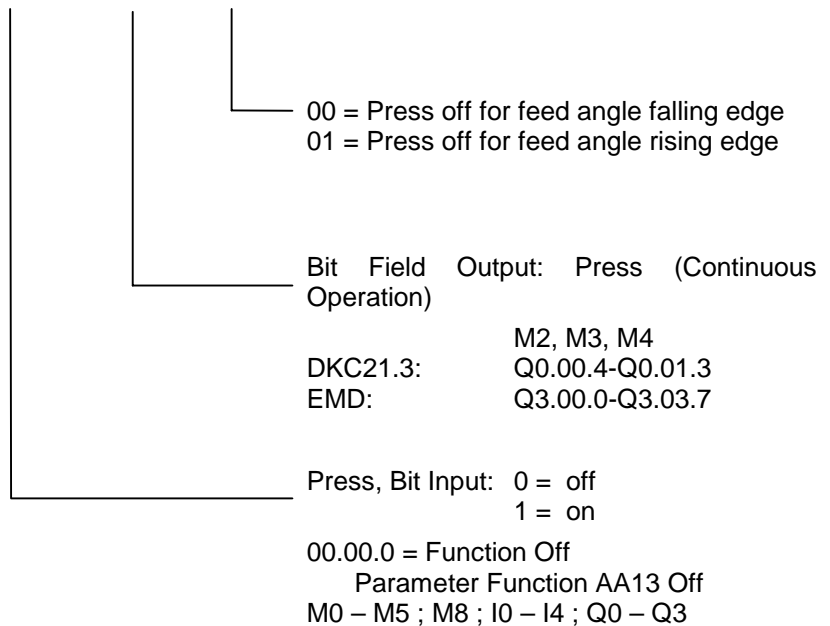 00 = Press off for feed angle falling edge
01 = Press off for feed angle rising edge
Bit Field Output: Press (Continuous
Operation)
M2, M3, M4
DKC21.3: Q0.00.4-Q0.01.3
EMD: Q3.00.0-Q3.03.7
Press, Bit Input: 0 = off
1 = on
00.00.0 = Function Off
Parameter Function AA13 Off
M0 – M5 ; M8 ; I0 – I4 ; Q0 – Q3